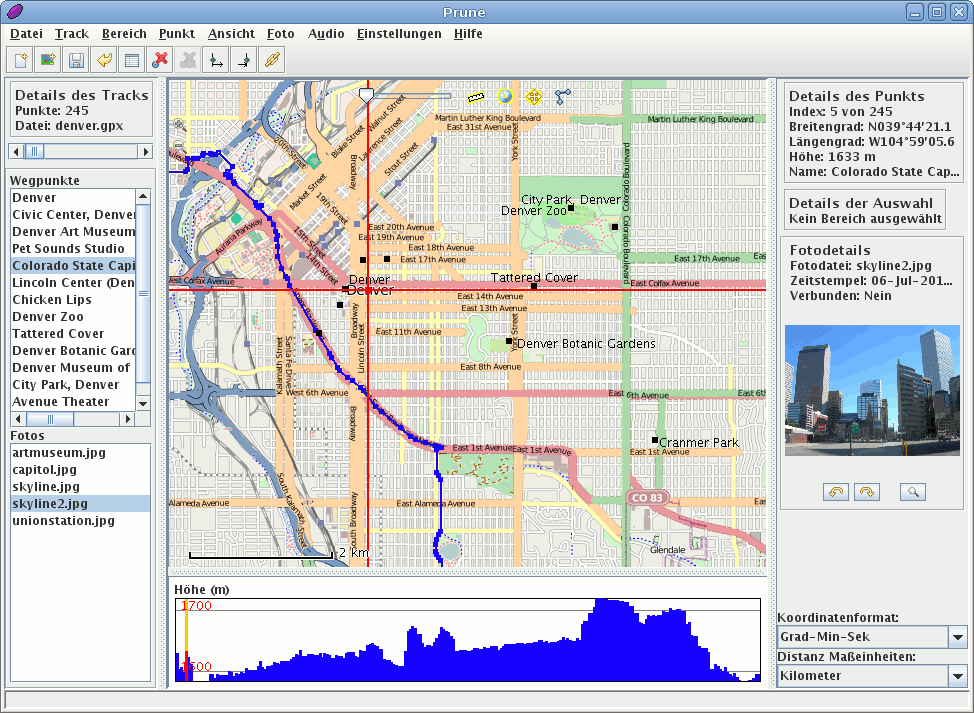 Prune
Datei Track Bereich Punkt Ansicht Foto Audio Einstellungen Hilfe
Details des Tracks
Punkte: 245
Datei: denver.gpx
Wegpunkte
Denver
Civic Center, Denver
Denver Art Museum
Pet Sounds Studio
Colorado State Capi
Lincoln Center (Den
Chicken Lips
Denver Zoo
Tattered Cover
Denver Botanic Gard
Denver Museum of
City Park, Denver
Avenue Theater
Fotos
artmuseum.jpg
capitol.jpg
skyline.jpg
skyline2.jpg
unionstation.jpg
Martin Luther King Boulevard
Martin Luther King Boulevard
East 31st Avenue
20th Street
Blake Street
Walnut Street
Lawrence Street
Stout Street
York Street
Broadway
Market Street
19th Street
City Park, Denver
Denver Zoo
Colorado Boulevard
Auraria Parkway
15th Street
14th Street
East 20th Avenue
East 19th Avenue
East 18th Avenue
East 17th Avenue
East 17th Avenue
West Colfax Avenue
Denver
Denver
Tattered Cover
East Colfax Avenue
East 14th Avenue
East 13th Avenue
East 11th Avenue
Broadway
Lincoln Street
York Street
Denver Botanic Gardens
Kalamath Street
Santa Fe Drive
East 8th Avenue
West 6th Avenue
East 6th Avenue
East 6th
Broadway
Cranmer Park
East 1st Avenue
East 1st Avenue
East 1st Avenue
South Kalamath Street
South Broadway
CO 83
Alameda Avenue
East Alameda Avenue
Glendale
2 km
Höhe (m)
1700
1600
Details des Punkts
Index: 5 von 245
Breitengrad: N039°44'21.1
Längengrad: W104°59'05.6
Höhe: 1633 m
Name: Colorado State Cap...
Details der Auswahl
Kein Bereich ausgewählt
Fotodetails
Fotodatei: skyline2.jpg
Zeitstempel: 06-Jul-201...
Verbunden: Nein
Koordinatenformat:
Grad-Min-Sek
Distanz Maßeinheiten:
Kilometer